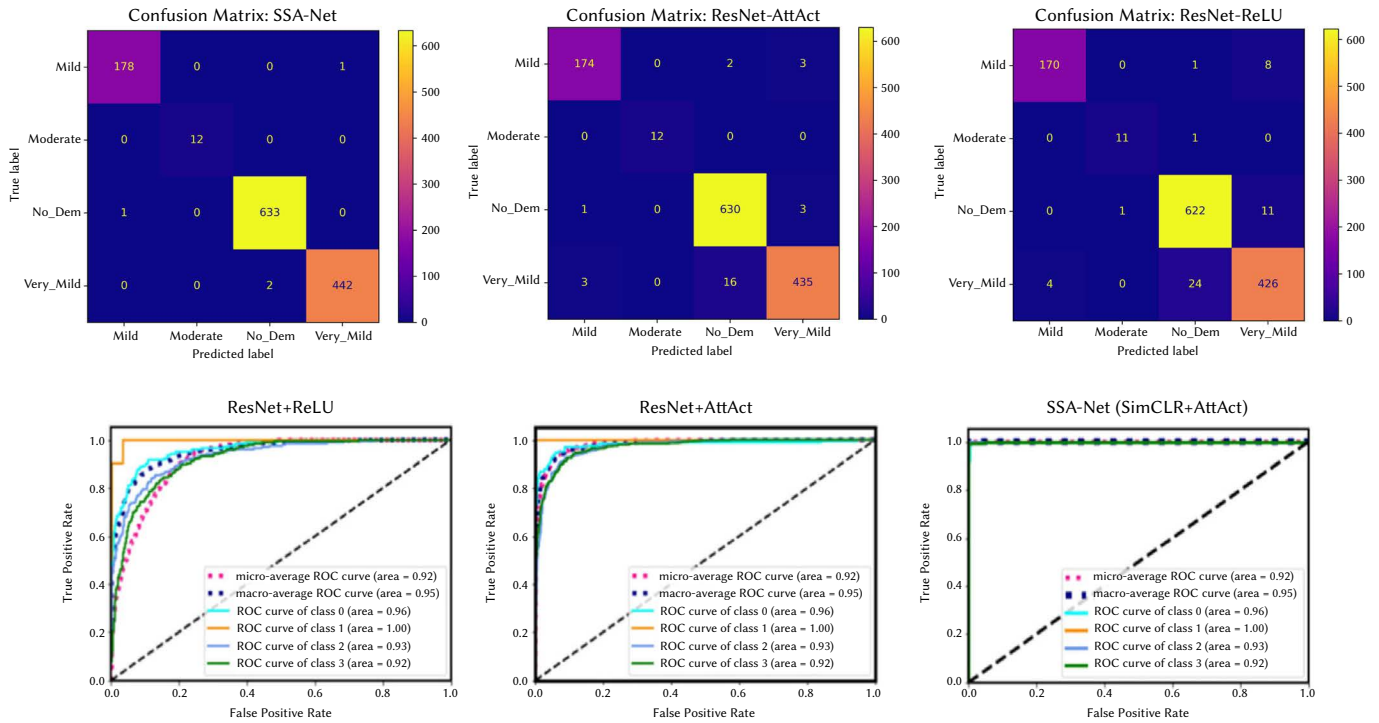 Confusion Matrix: SSA-Net
600
Mild
178 0 0 1
500
Moderate
0 12 0 0
400
True label
300
No_Dem
1 0 633 0
200
Very_Mild
0 0 2 442
100
0
Mild Moderate No_Dem Very_Mild
Predicted label
Confusion Matrix: ResNet-AttAct
600
Mild
174 0 2 3
500
Moderate
0 12 0 0
400
True label
300
No_Dem
1 0 630 3
200
Very_Mild
3 0 16 435
100
0
Mild Moderate No_Dem Very_Mild
Predicted label
Confusion Matrix: ResNet-ReLU
600
Mild
170 0 1 8
500
Moderate
0 11 1 0
400
True label
300
No_Dem
0 1 622 11
200
Very_Mild
4 0 24 426
100
0
Mild Moderate No_Dem Very_Mild
Predicted label
ResNet+ReLU
1.0
0.8
0.6
0.4
0.2
0.0
True Positive Rate
micro-average ROC curve (area = 0.92)
macro-average ROC curve (area = 0.95)
ROC curve of class 0 (area = 0.96)
ROC curve of class 1 (area = 1.00)
ROC curve of class 2 (area = 0.93)
ROC curve of class 3 (area = 0.92)
0.0 0.2 0.4 0.6 0.8 1.0
False Positive Rate
ResNet+AttAct
1.0
0.8
0.6
0.4
0.2
0.0
True Positive Rate
micro-average ROC curve (area = 0.92)
macro-average ROC curve (area = 0.95)
ROC curve of class 0 (area = 0.96)
ROC curve of class 1 (area = 1.00)
ROC curve of class 2 (area = 0.93)
ROC curve of class 3 (area = 0.92)
0.0 0.2 0.4 0.6 0.8 1.0
False Positive Rate
SSA-Net (SimCLR+AttAct)
1.0
0.8
0.6
0.4
0.2
0.0
True Positive Rate
micro-average ROC curve (area = 0.92)
macro-average ROC curve (area = 0.95)
ROC curve of class 0 (area = 0.96)
ROC curve of class 1 (area = 1.00)
ROC curve of class 2 (area = 0.93)
ROC curve of class 3 (area = 0.92)
0.0 0.2 0.4 0.6 0.8 1.0
False Positive Rate